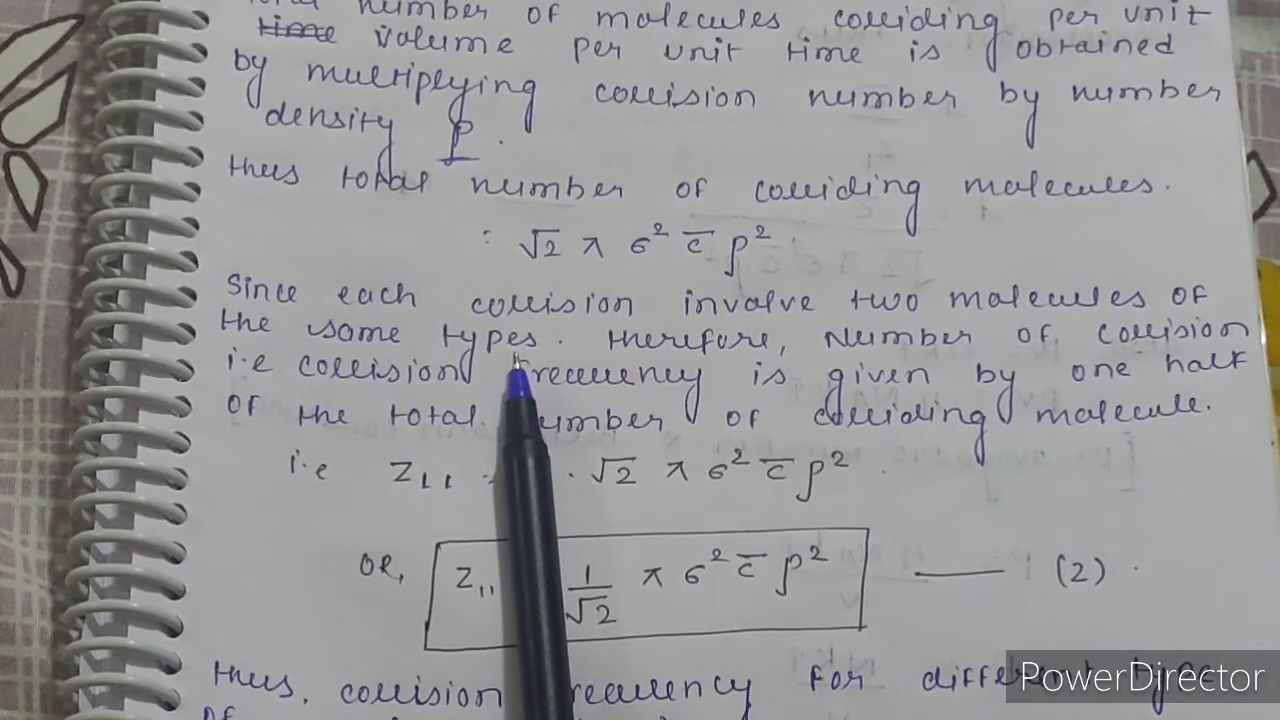 number of molecules colliding per unit
time volume per unit time is obtained
by multiplying collision number by number
density ρ.
thus total number of colliding molecules.
: √2 π σ² c̅ ρ²
Since each collision involve two molecules of
the same types. therefore, Number of collision
i.e collision frequency is given by one half
of the total number of colliding molecule.
i.e Z₁₁ . √2 π σ² c̅ ρ².
OR, Z₁₁ 1/√2 π σ² c̅ ρ² —— (2).
thus, collision frequency for different type
of
PowerDirector